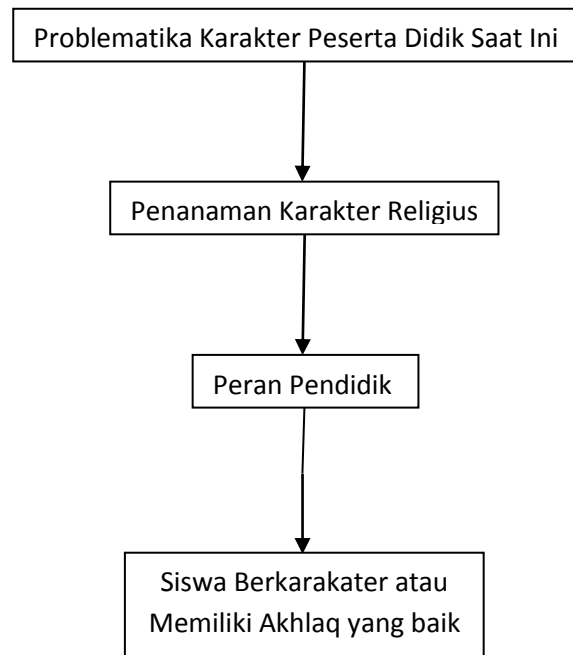 Problematika Karakter Peserta Didik Saat Ini
Penanaman Karakter Religius
Peran Pendidik
Siswa Berkarakater atau
Memiliki Akhlaq yang baik